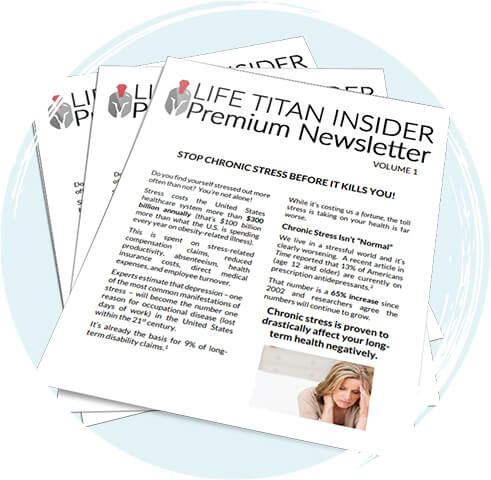 LIFE TITAN INSIDER
Premium Newsletter
VOLUME 1
STOP CHRONIC STRESS BEFORE IT KILLS YOU!
Do you find yourself stressed out more
often than not? You're not alone!
Stress costs the United States
healthcare system more than $300
billion annually (that's $100 billion
more than what the U.S. is spending
every year on obesity-related illness).
This is spent on stress-related
compensation claims, reduced
productivity, absenteeism, health
insurance costs, direct medical
expenses, and employee turnover.
Experts estimate that depression – one
of the most common manifestations of
stress – will become the number one
reason for occupational disease (lost
days of work) in the United States
within the 21st century.
It's already the basis for 9% of long-
term disability claims.¹
While it's costing us a fortune, the toll
stress is taking on your health is far
worse.
Chronic Stress Isn't "Normal"
We live in a stressful world and it's
clearly worsening. A recent article in
Time reported that 13% of Americans
(age 12 and older) are currently on
prescription antidepressants.²
That number is a 65% increase since
2002 and researchers agree the
numbers will continue to grow.
Chronic stress is proven to
drastically affect your long-
term health negatively.
LIFE
Pre
LI
Pr
SIDER
ER